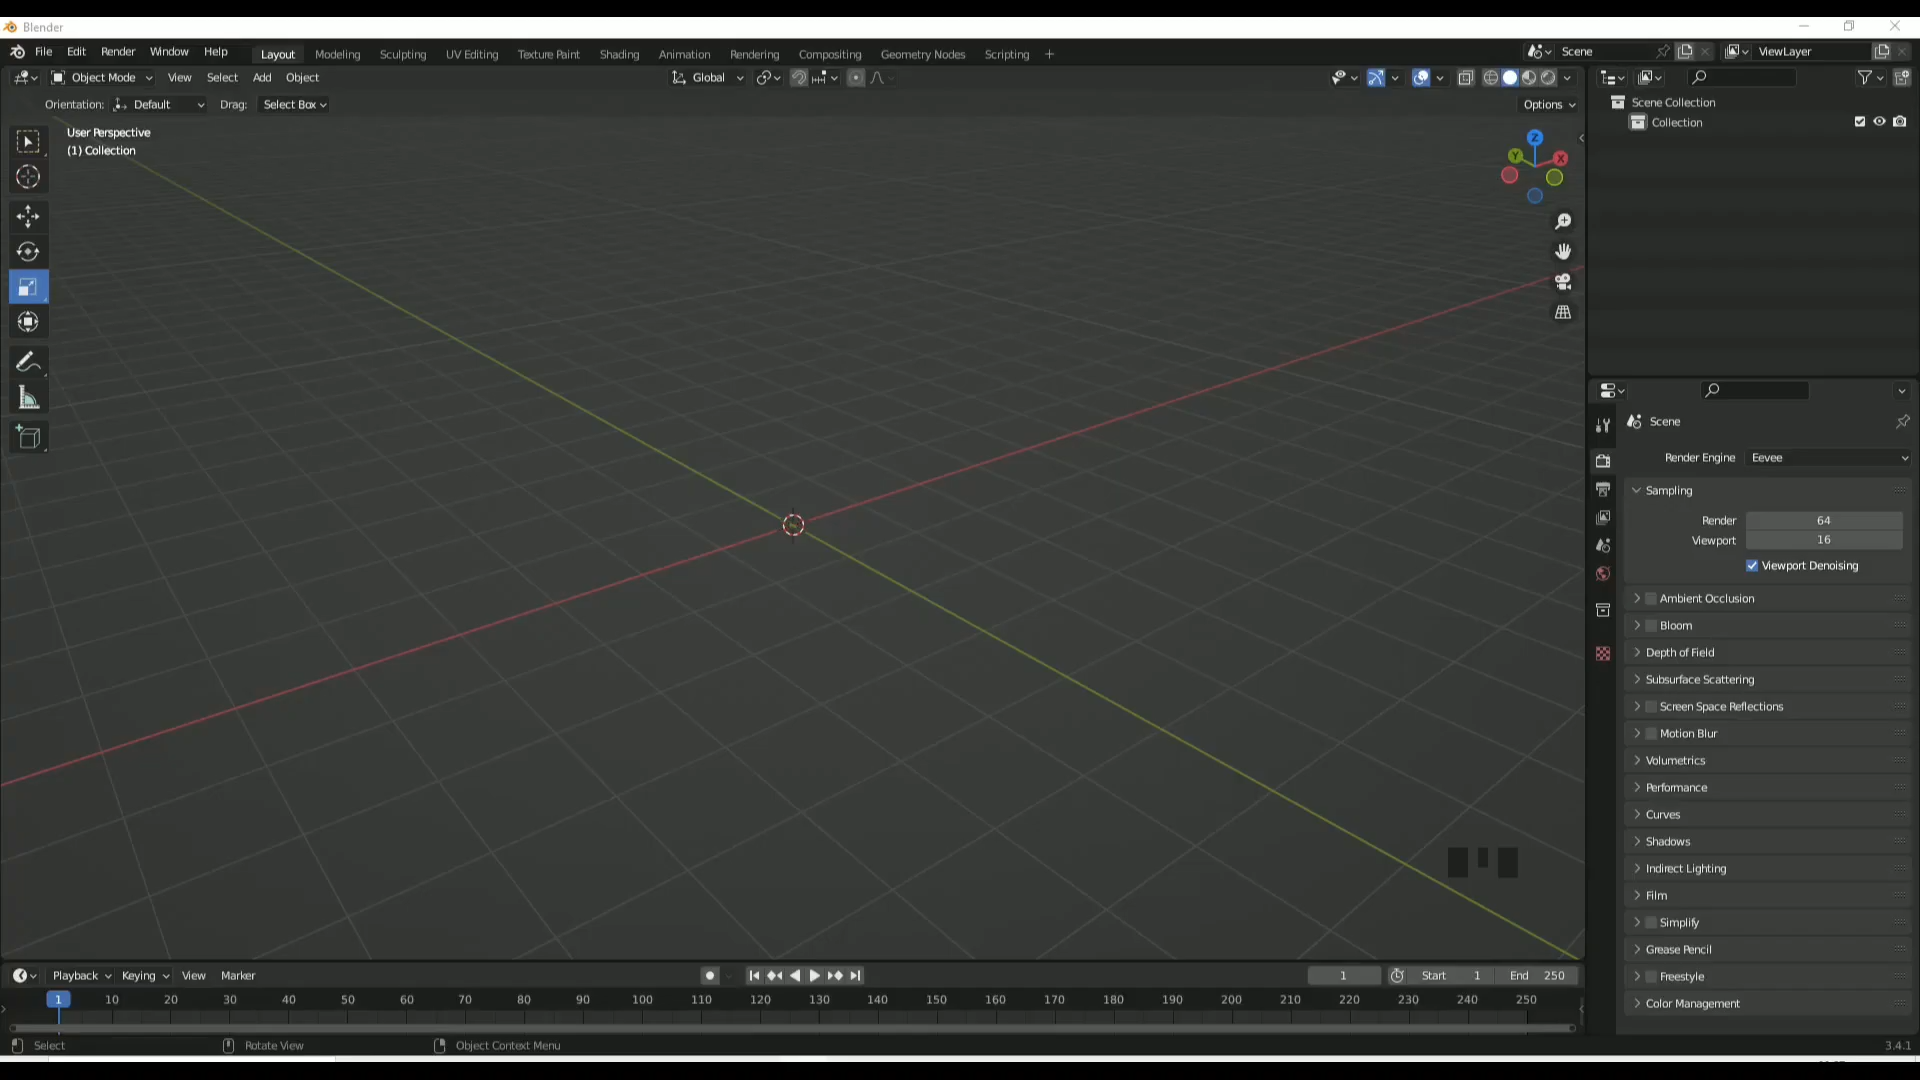 Blender
File Edit Render Window Help Layout Modeling Sculpting UV Editing Texture Paint Shading Animation Rendering Compositing Geometry Nodes Scripting + Scene ViewLayer
Object Mode View Select Add Object Global
Orientation: Default Drag: Select Box Options
User Perspective
(1) Collection
Z
Y
X
Scene Collection
Collection
Scene
Render Engine Eevee
Sampling
Render 64
Viewport 16
Viewport Denoising
Ambient Occlusion
Bloom
Depth of Field
Subsurface Scattering
Screen Space Reflections
Motion Blur
Volumetrics
Performance
Curves
Shadows
Indirect Lighting
Film
Simplify
Grease Pencil
Freestyle
Color Management
Playback Keying View Marker 1 Start 1 End 250
1 10 20 30 40 50 60 70 80 90 100 110 120 130 140 150 160 170 180 190 200 210 220 230 240 250
Select Rotate View Object Context Menu 3.4.1